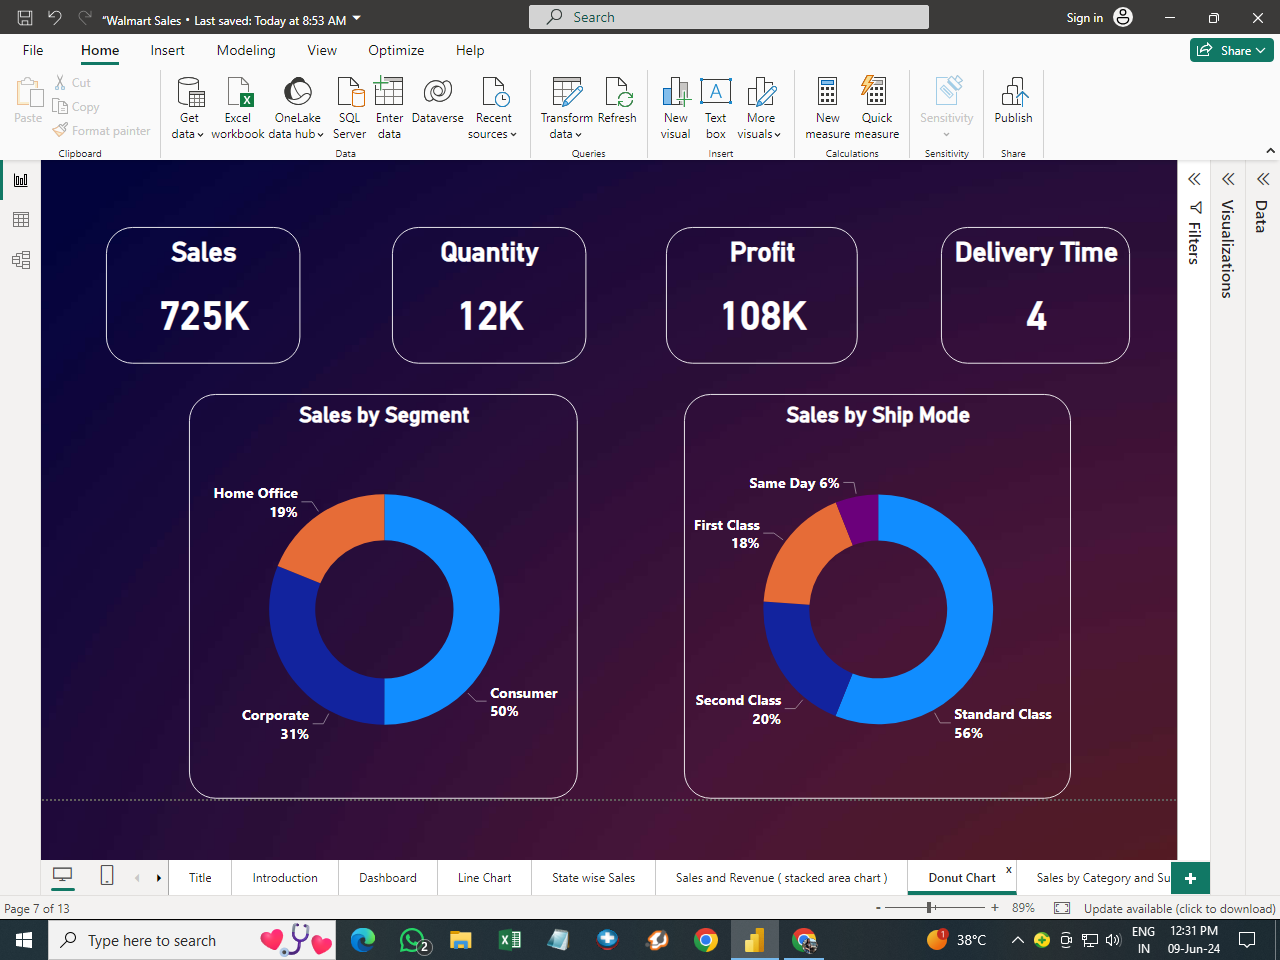 “Walmart Sales • Last saved: Today at 8:53 AM
Search
Sign in
File Home Insert Modeling View Optimize Help
Share
Paste
Cut
Copy
Format painter
Clipboard
Get data
Excel workbook
OneLake data hub
SQL Server
Enter data
Dataverse
Recent sources
Data
Transform data
Refresh
Queries
New visual
Text box
More visuals
Insert
New measure
Quick measure
Calculations
Sensitivity
Sensitivity
Publish
Share
Sales
725K
Quantity
12K
Profit
108K
Delivery Time
4
Filters
Visualizations
Data
Sales by Segment
Home Office
19%
Corporate
31%
Consumer
50%
Sales by Ship Mode
Same Day 6%
First Class
18%
Second Class
20%
Standard Class
56%
Title
Introduction
Dashboard
Line Chart
State wise Sales
Sales and Revenue ( stacked area chart )
Donut Chart
x
Sales by Category and Su
+
Page 7 of 13
- + 89%
Update available (click to download)
Type here to search
2
1
38°C
ENG
IN
12:31 PM
09-Jun-24